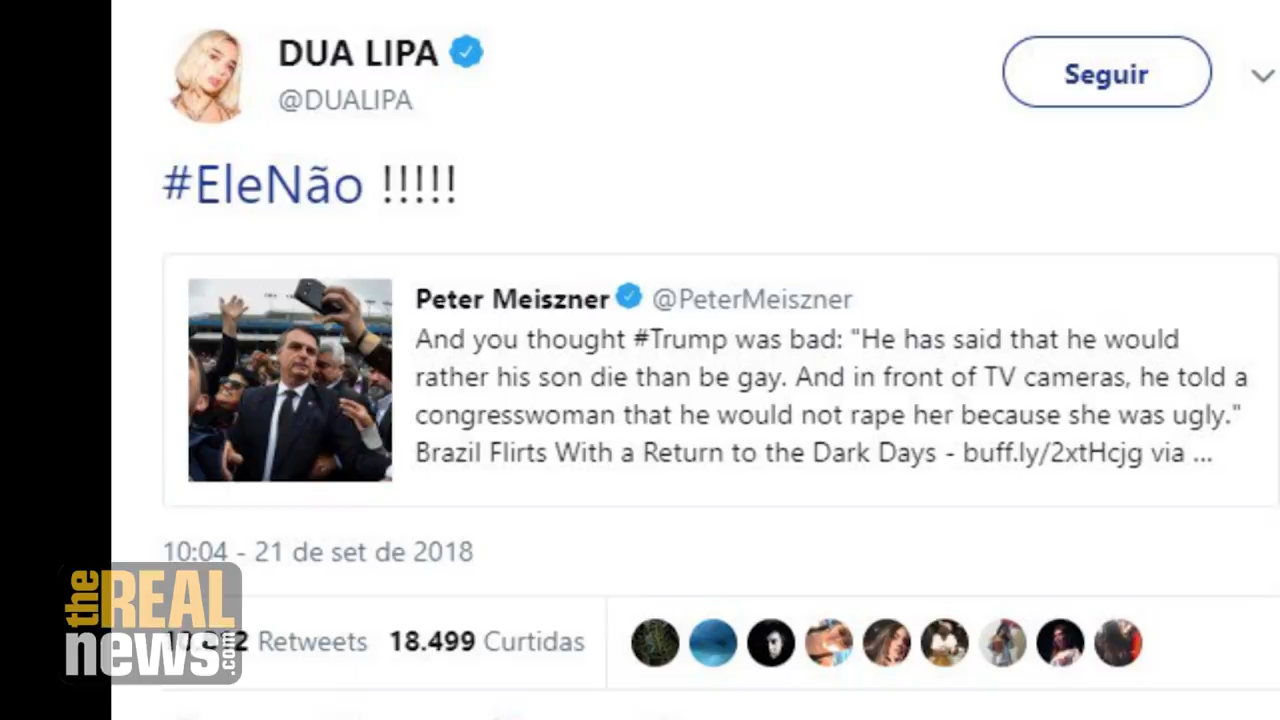 DUA LIPA
@DUALIPA
Seguir
#EleNão !!!!!
Peter Meiszner @PeterMeiszner
And you thought #Trump was bad: "He has said that he would
rather his son die than be gay. And in front of TV cameras, he told a
congresswoman that he would not rape her because she was ugly."
Brazil Flirts With a Return to the Dark Days - buff.ly/2xtHcjg via ...
10:04 - 21 de set de 2018
Retweets 18.499 Curtidas
the REAL
news.com